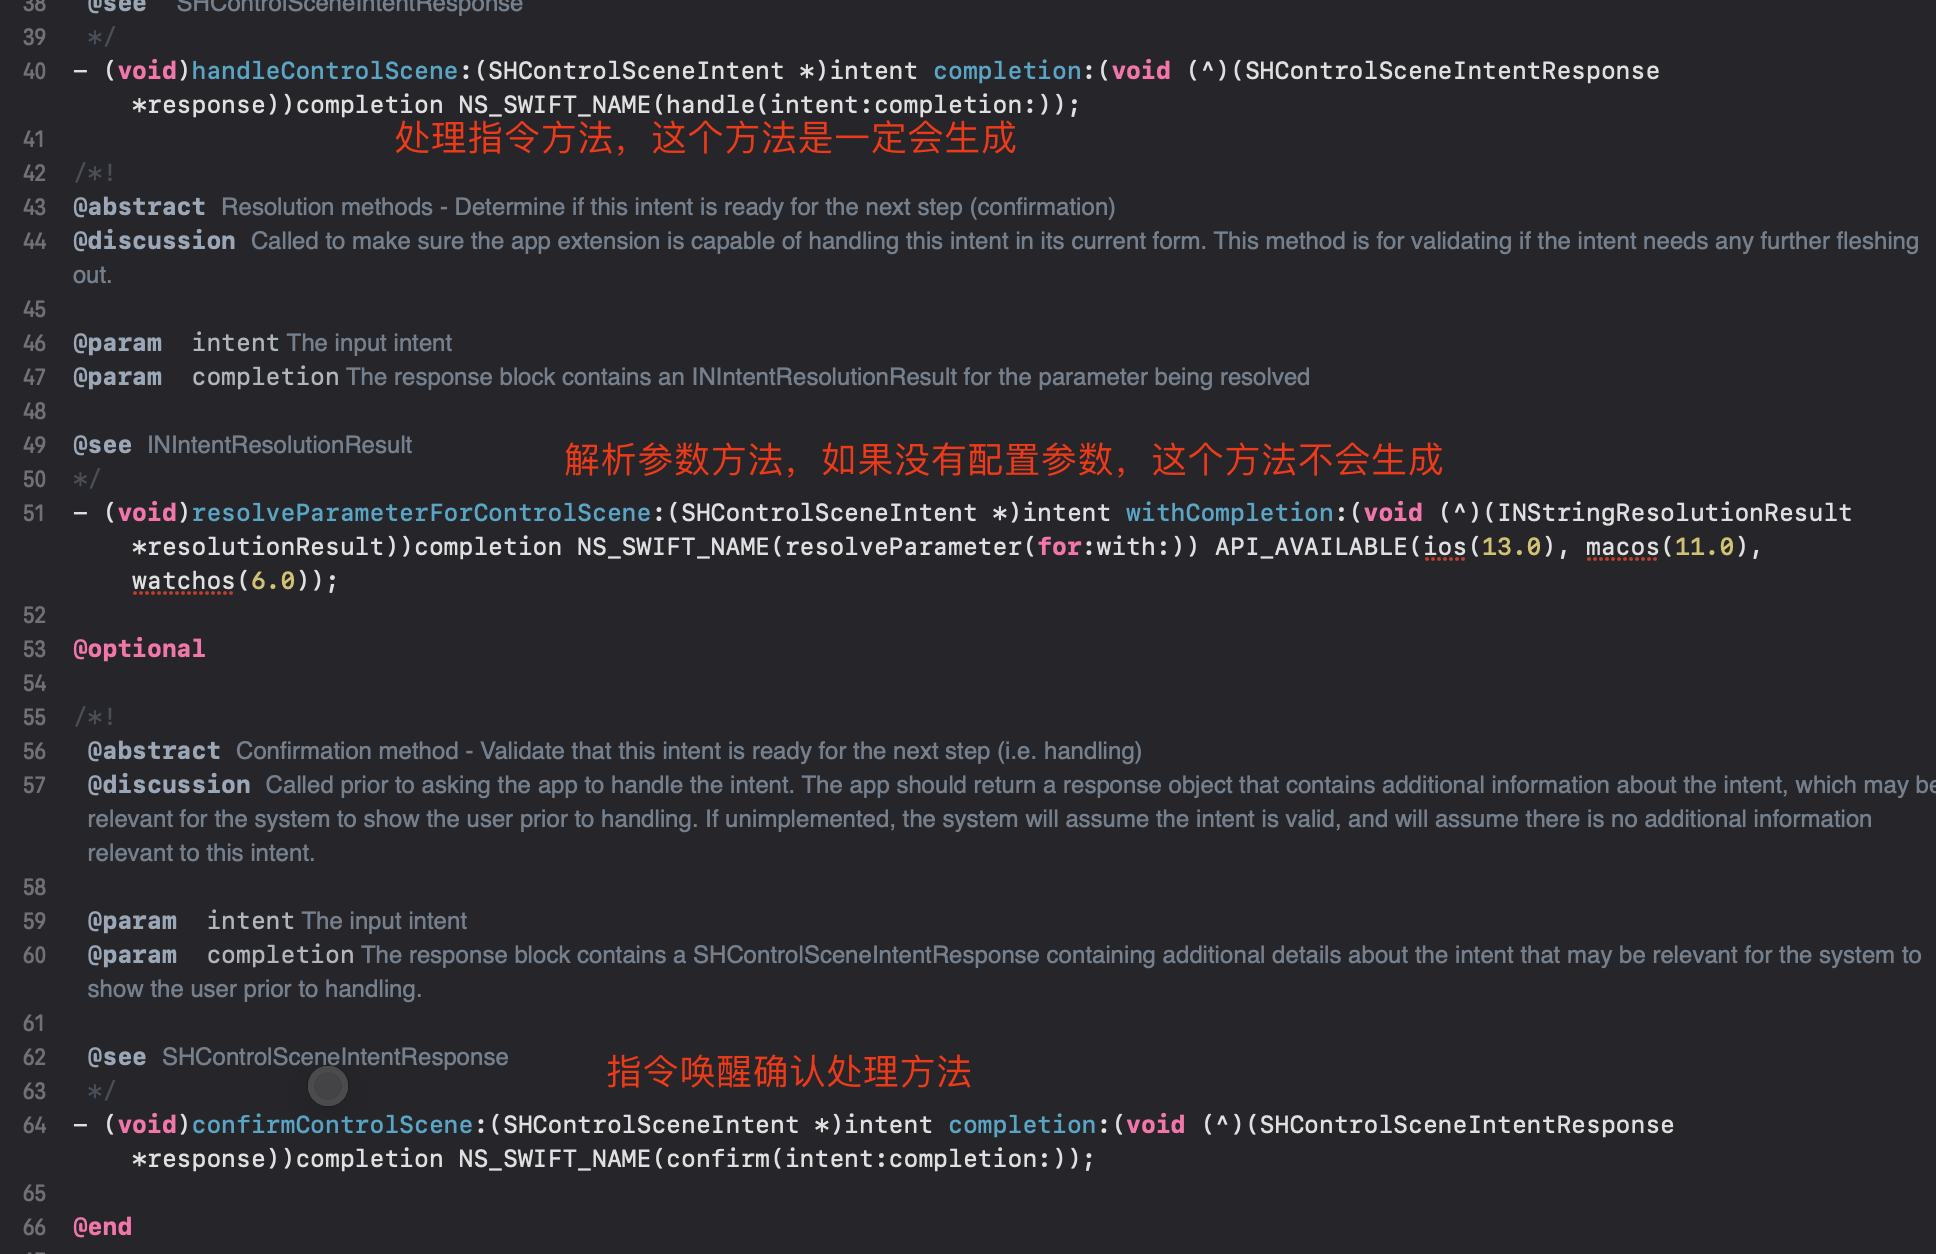 38 @see SHControlSceneIntentResponse
39 */
40 - (void)handleControlScene:(SHControlSceneIntent *)intent completion:(void (^)(SHControlSceneIntentResponse
*response))completion NS_SWIFT_NAME(handle(intent:completion:));
41 处理指令方法，这个方法是一定会生成
42 /*!
43 @abstract Resolution methods - Determine if this intent is ready for the next step (confirmation)
44 @discussion Called to make sure the app extension is capable of handling this intent in its current form. This method is for validating if the intent needs any further fleshing
out.
45
46 @param intent The input intent
47 @param completion The response block contains an INIntentResolutionResult for the parameter being resolved
48
49 @see INIntentResolutionResult
解析参数方法，如果没有配置参数，这个方法不会生成
50 */
51 - (void)resolveParameterForControlScene:(SHControlSceneIntent *)intent withCompletion:(void (^)(INStringResolutionResult
*resolutionResult))completion NS_SWIFT_NAME(resolveParameter(for:with:)) API_AVAILABLE(ios(13.0), macos(11.0),
watchos(6.0));
52
53 @optional
54
55 /*!
56 @abstract Confirmation method - Validate that this intent is ready for the next step (i.e. handling)
57 @discussion Called prior to asking the app to handle the intent. The app should return a response object that contains additional information about the intent, which may be
relevant for the system to show the user prior to handling. If unimplemented, the system will assume the intent is valid, and will assume there is no additional information
relevant to this intent.
58
59 @param intent The input intent
60 @param completion The response block contains a SHControlSceneIntentResponse containing additional details about the intent that may be relevant for the system to
show the user prior to handling.
61
62 @see SHControlSceneIntentResponse
指令唤醒确认处理方法
63 */
64 - (void)confirmControlScene:(SHControlSceneIntent *)intent completion:(void (^)(SHControlSceneIntentResponse
*response))completion NS_SWIFT_NAME(confirm(intent:completion:));
65
66 @end